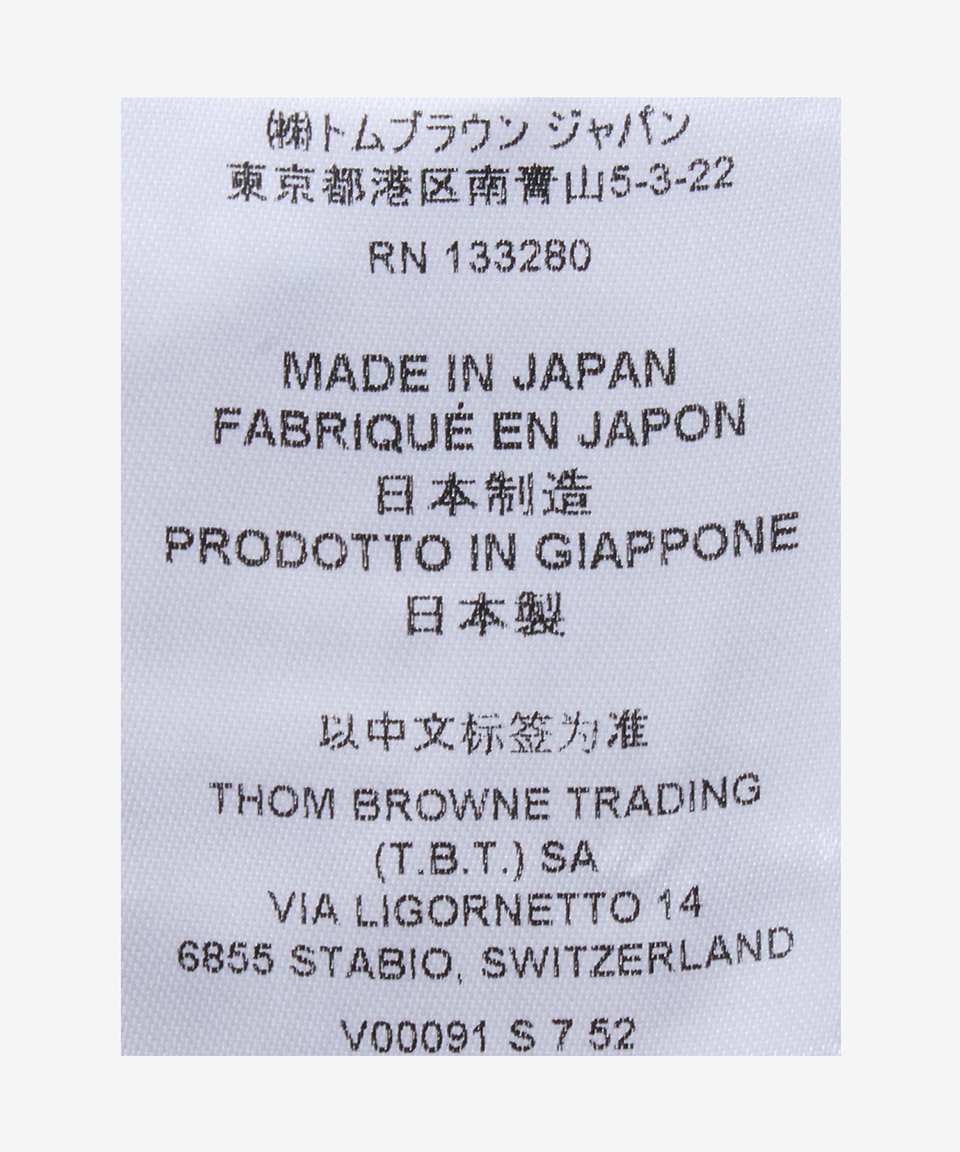 ㈱トムブラウン ジャパン
東京都港区南青山5-3-22
RN 133280
MADE IN JAPAN
FABRIQUÉ EN JAPON
日本制造
PRODOTTO IN GIAPPONE
日本製
以中文标签为准
THOM BROWNE TRADING
(T.B.T.) SA
VIA LIGORNETTO 14
6855 STABIO, SWITZERLAND
V00091 S 7 52